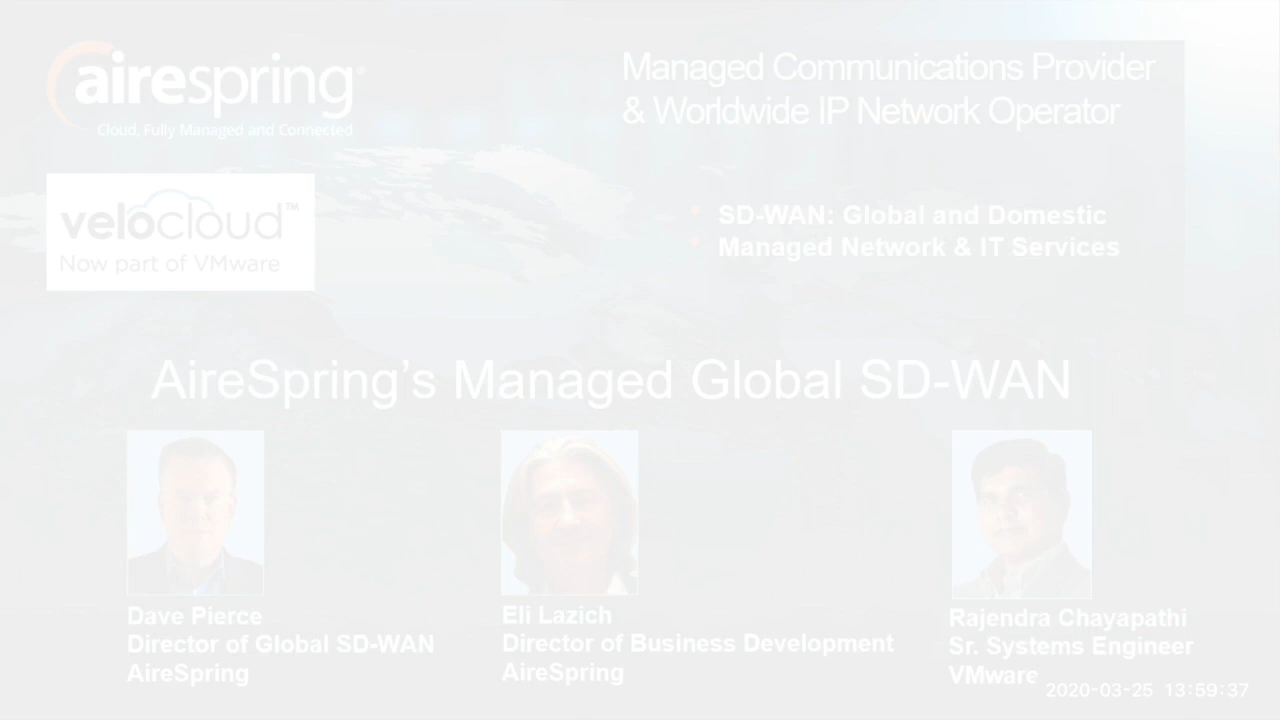 airespring
Cloud, Fully Managed and Connected
Managed Communications Provider
& Worldwide IP Network Operator
velocloud™
Now part of VMware
• SD-WAN: Global and Domestic
• Managed Network & IT Services
AireSpring’s Managed Global SD-WAN
Dave Pierce
Director of Global SD-WAN
AireSpring
Eli Lazich
Director of Business Development
AireSpring
Rajendra Chayapathi
Sr. Systems Engineer
VMware
2020-03-25 13:59:37